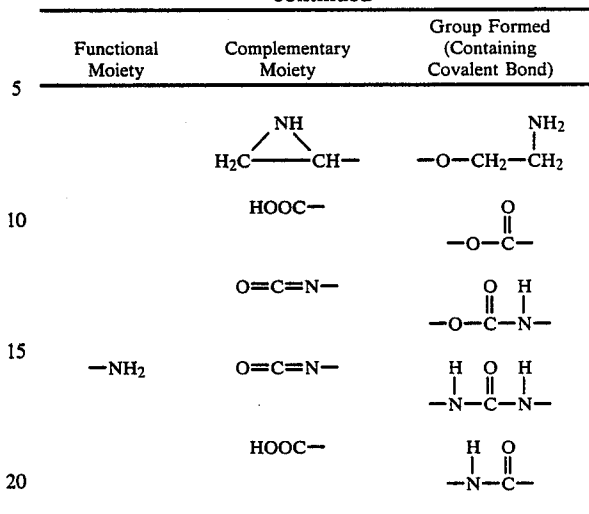 Functional Moiety
Complementary Moiety
Group Formed (Containing Covalent Bond)
5
NH
H₂C CH—
NH₂
—O—CH₂—CH₂
HOOC—
O
10
—O—C—
O=C=N—
O H
—O—C—N—
15
—NH₂
O=C=N—
H O H
—N—C—N—
HOOC—
H O
—N—C—
20